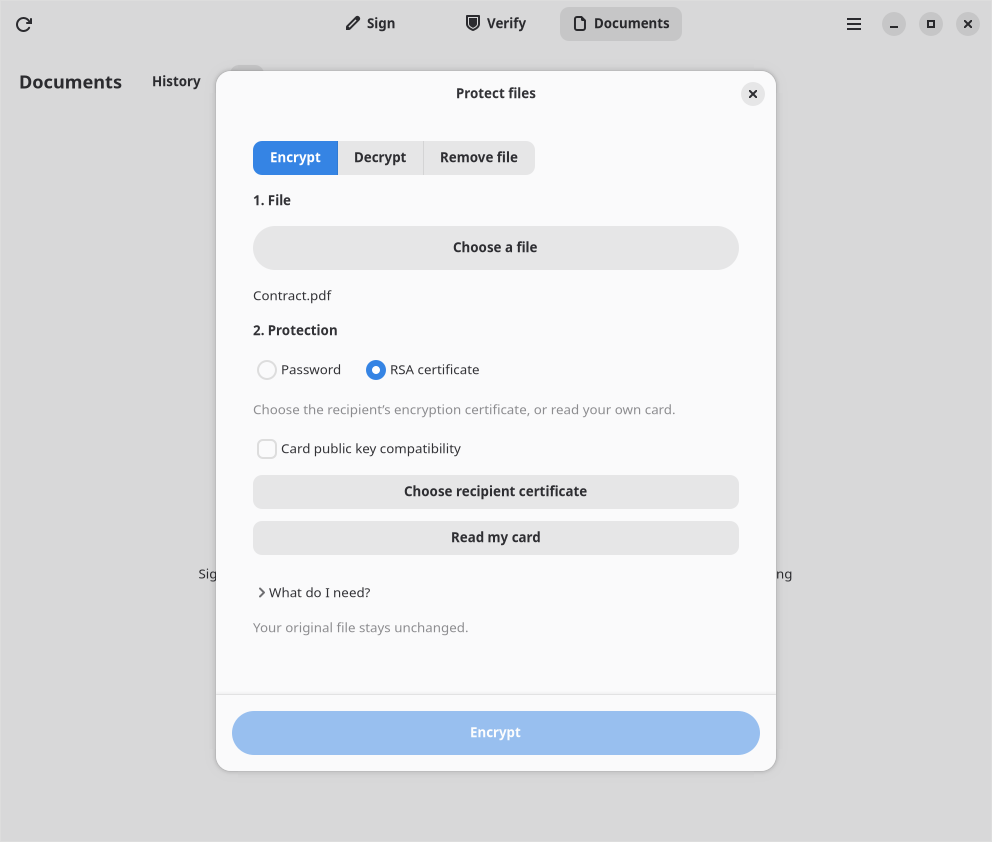 Sign
Verify
Documents
Documents
History
Protect files
Encrypt
Decrypt
Remove file
1. File
Choose a file
Contract.pdf
2. Protection
Password
RSA certificate
Choose the recipient's encryption certificate, or read your own card.
Card public key compatibility
Choose recipient certificate
Read my card
What do I need?
Your original file stays unchanged.
Encrypt